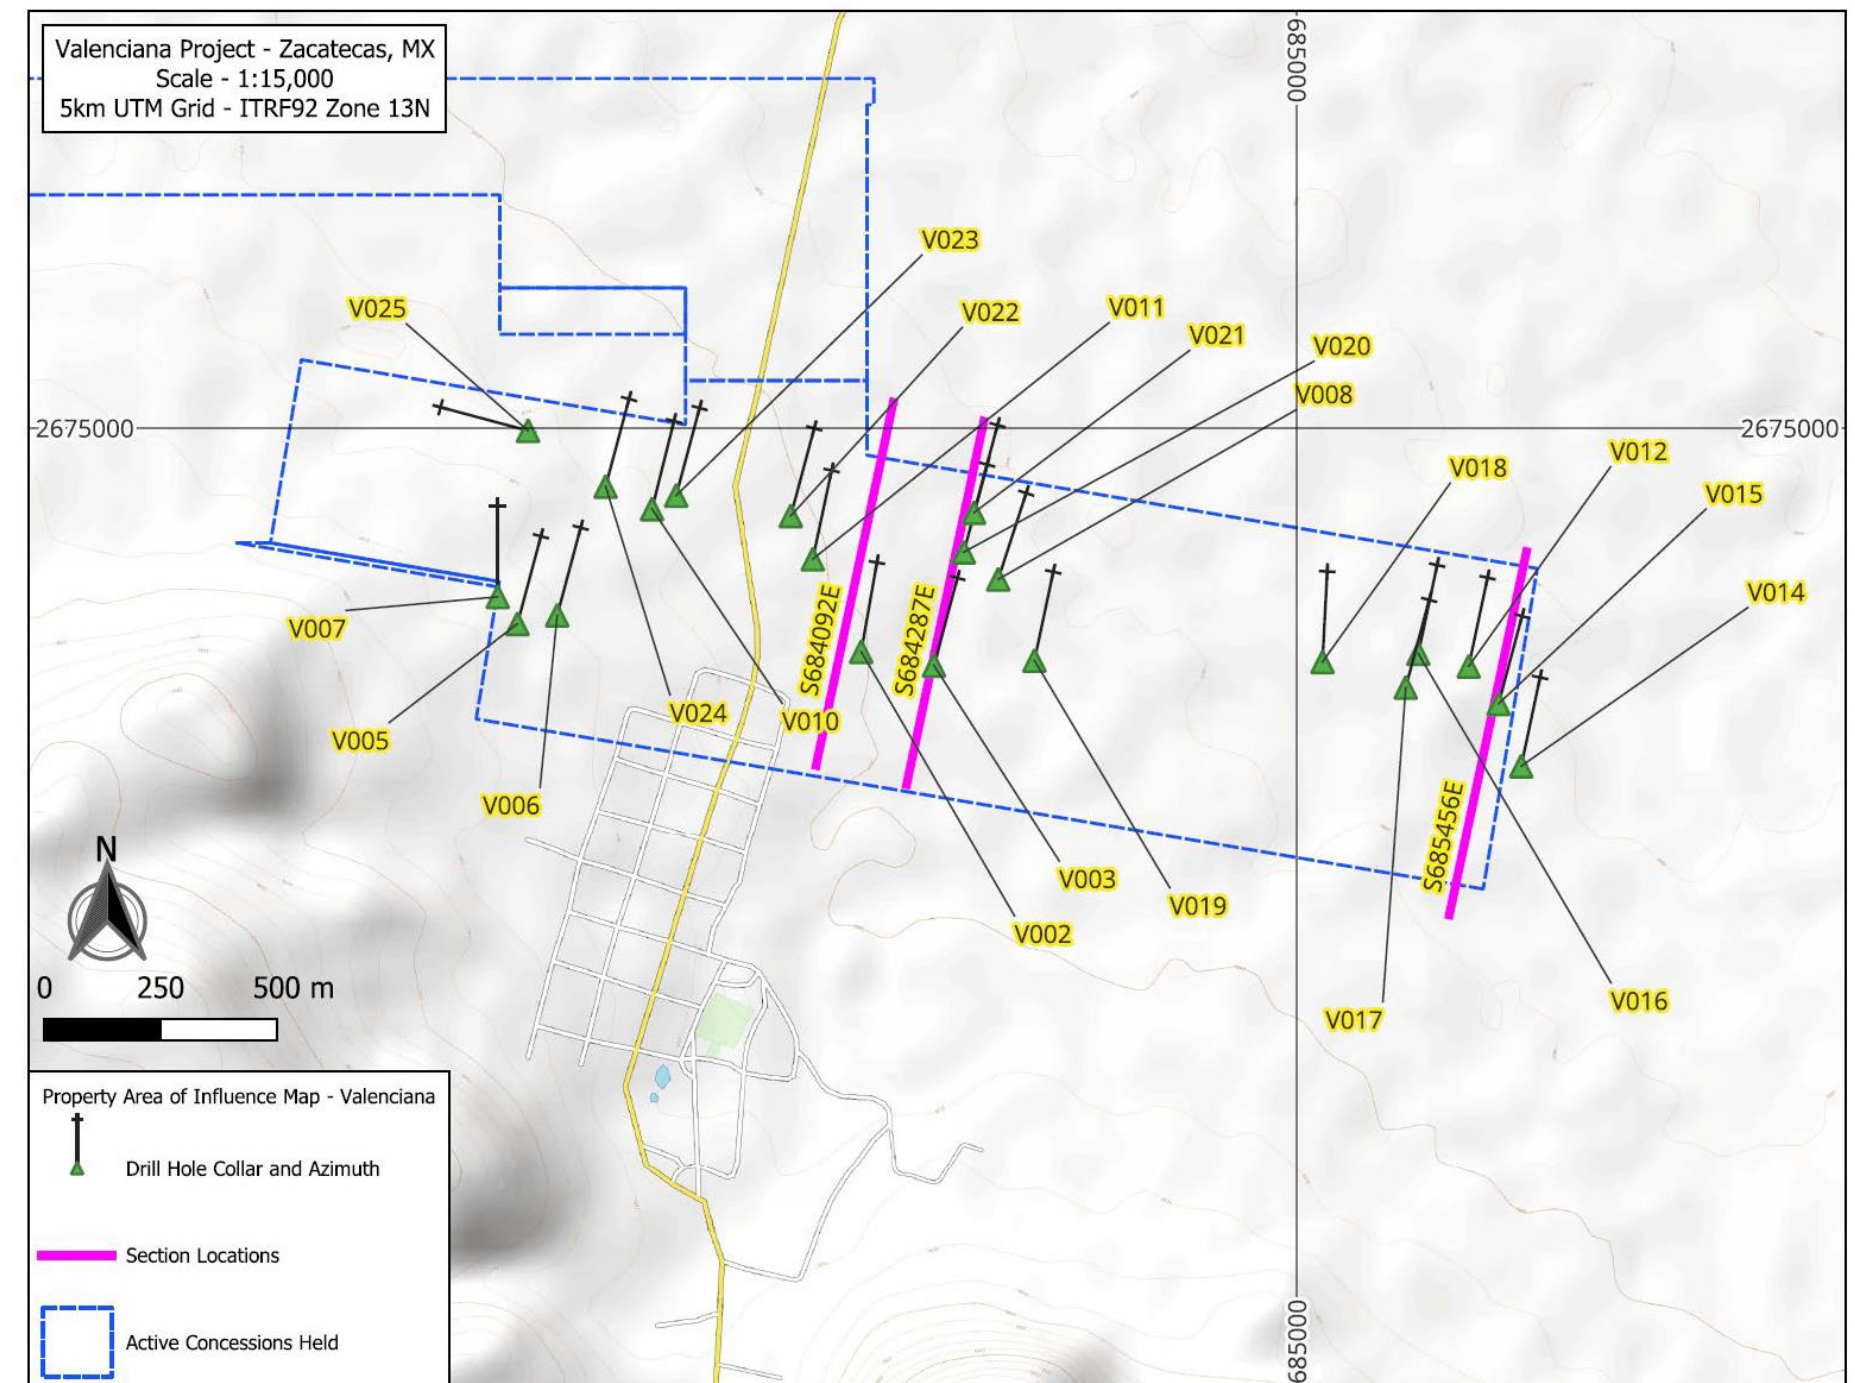 Valenciana Project - Zacatecas, MX
Scale - 1:15,000
5km UTM Grid - ITRF92 Zone 13N
685000
V023
V025
V022
V011
V021
V020
V008
2675000
2675000
V012
V018
V015
V014
V007
S684092E
S684287E
V024
V010
V005
V006
S685456E
N
V003
V019
V002
0 250 500 m
V016
V017
Property Area of Influence Map - Valenciana
Drill Hole Collar and Azimuth
Section Locations
Active Concessions Held
685000